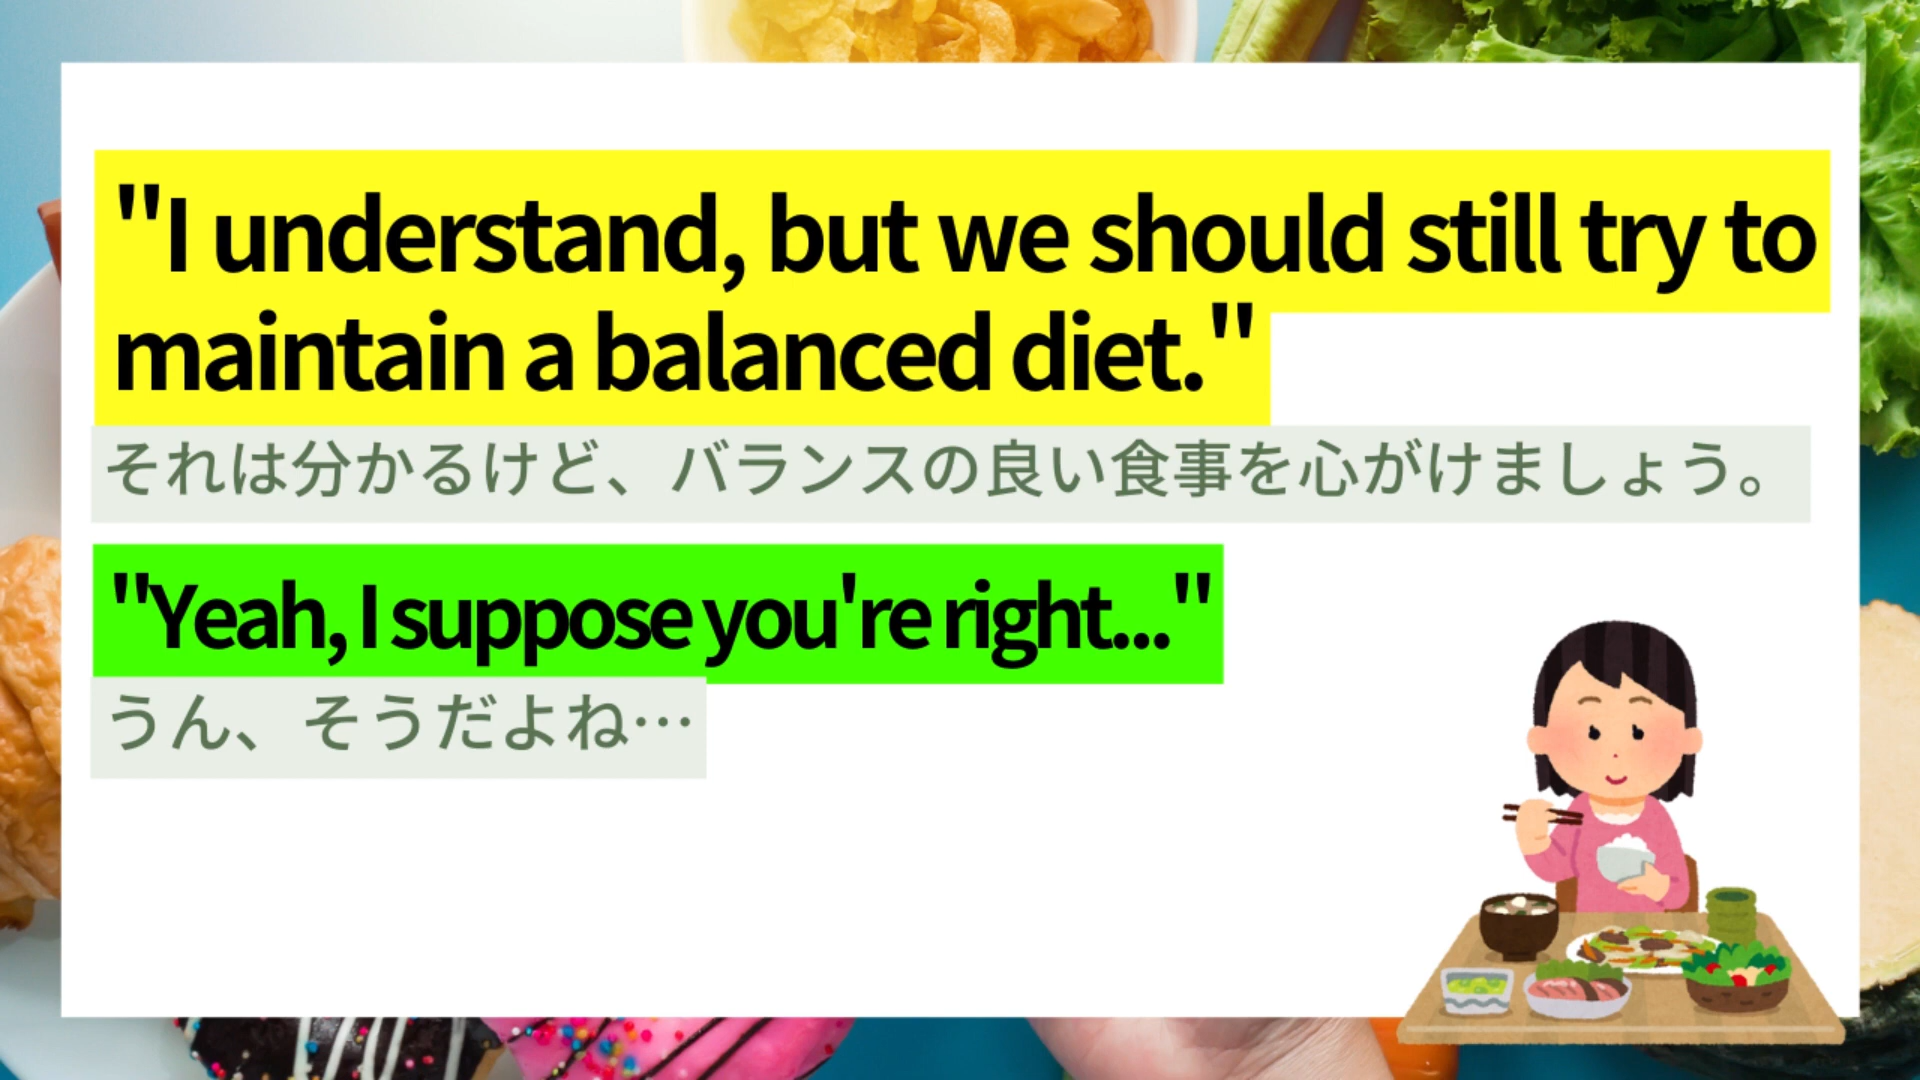 "I understand, but we should still try to
maintain a balanced diet."
それは分かるけど、バランスの良い食事を心がけましょう。
"Yeah, I suppose you're right..."
うん、そうだよね…